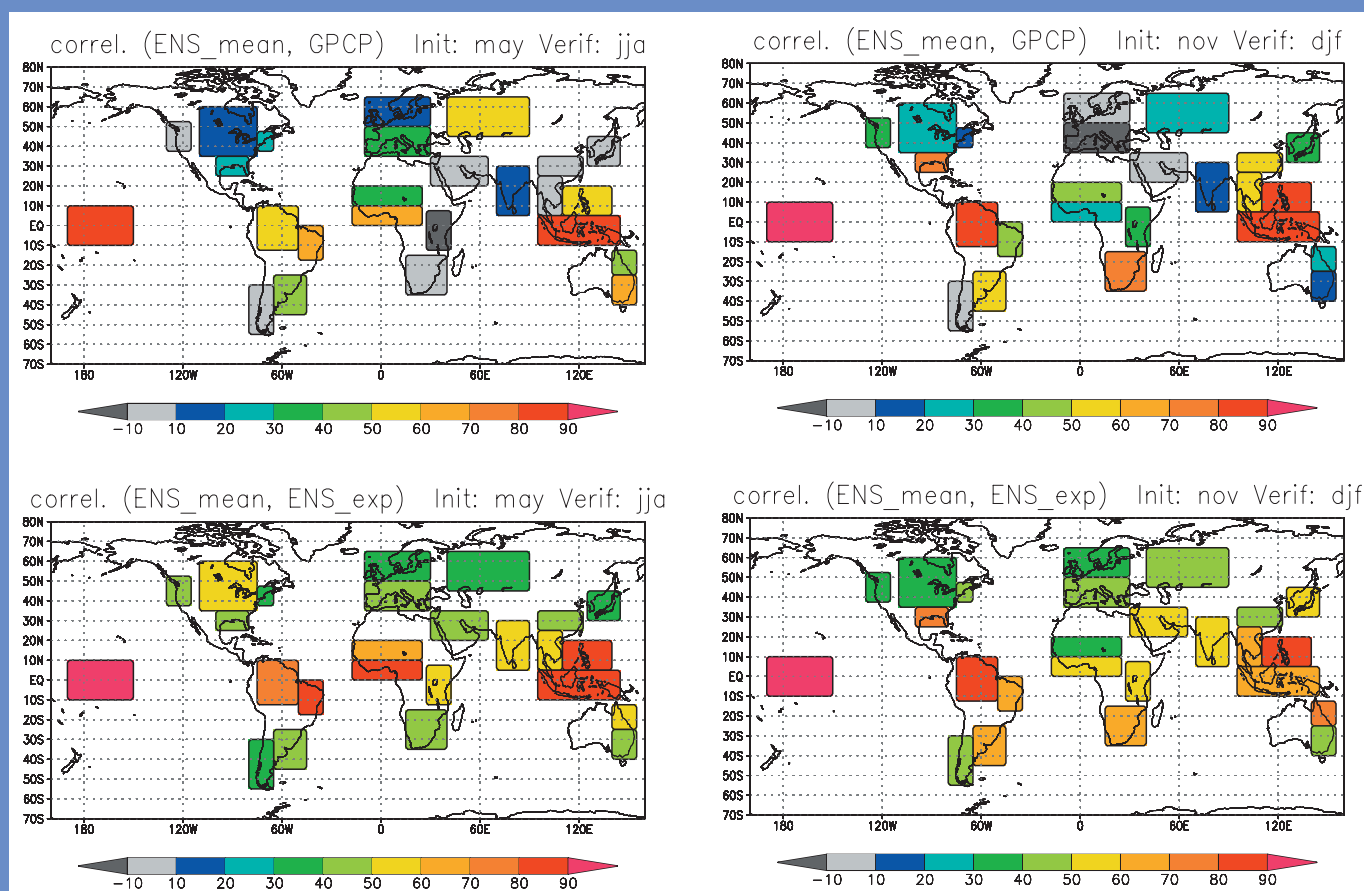 correl. (ENS_mean, GPCP) Init: may Verif: jja
80N
70N
60N
50N
40N
30N
20N
10N
EQ
10S
20S
30S
40S
50S
60S
70S
180 120W 60W 0 60E 120E
−10 10 20 30 40 50 60 70 80 90
correl. (ENS_mean, GPCP) Init: nov Verif: djf
80N
70N
60N
50N
40N
30N
20N
10N
EQ
10S
20S
30S
40S
50S
60S
70S
180 120W 60W 0 60E 120E
−10 10 20 30 40 50 60 70 80 90
correl. (ENS_mean, ENS_exp) Init: may Verif: jja
80N
70N
60N
50N
40N
30N
20N
10N
EQ
10S
20S
30S
40S
50S
60S
70S
180 120W 60W 0 60E 120E
−10 10 20 30 40 50 60 70 80 90
correl. (ENS_mean, ENS_exp) Init: nov Verif: djf
80N
70N
60N
50N
40N
30N
20N
10N
EQ
10S
20S
30S
40S
50S
60S
70S
180 120W 60W 0 60E 120E
−10 10 20 30 40 50 60 70 80 90